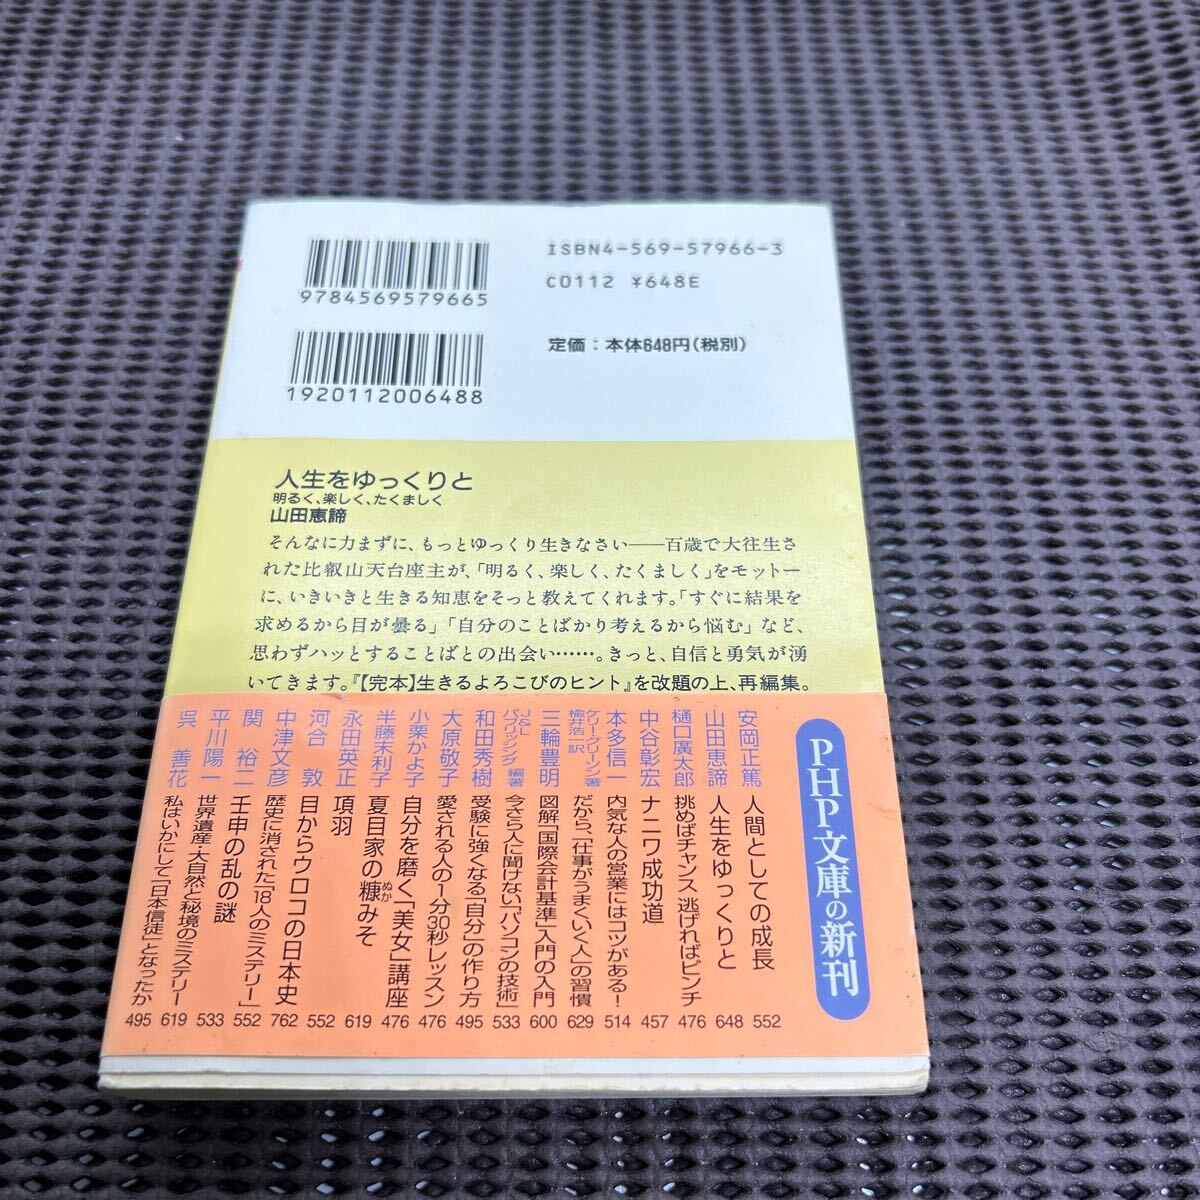 9784569579665
ISBN4-569-57966-3
C0112 ¥648E
1920112006488
定価：本体648円(税別)
人生をゆっくりと
明るく、楽しく、たくましく
山田恵諦
そんなに力まずに、もっとゆっくり生きなさい――百歳で大往生さ
れた比叡山天台座主が、「明るく、楽しく、たくましく」をモットー
に、いきいきと生きる知恵をそっと教えてくれます。「すぐに結果を
求めるから目が曇る」「自分のことばかり考えるから悩む」など、
思わずハッとすることばとの出会い……。きっと、自信と勇気が湧
いてきます。『【完本】生きるよろこびのヒント』を改題の上、再編集。
PHP文庫の新刊
安岡正篤 人間としての成長 552
山田恵諦 人生をゆっくりと 648
樋口廣太郎 挑めばチャンス 逃げればピンチ 476
中谷彰宏 ナニワ成功道 457
本多信一 内気な人の営業にはコツがある! 514
ケリー・グリーン 著 楡井浩一 訳 だから、「仕事がうまくいく人」の習慣 629
三輪豊明 図解「国際会計基準」入門の入門 600
J&Lパブリッシング 編著 今さら人に聞けない「パソコンの技術」 533
和田秀樹 受験に強くなる「自分」の作り方 495
大原敬子 愛される人の1分30秒レッスン 476
小栗かよ子 自分を磨く「美女」講座 476
半藤末利子 夏目家の糠みそ 619
ぬか
永田英正 項羽 552
河合 敦 目からウロコの日本史 762
中津文彦 歴史に消された「18人のミステリー」 552
関 裕二 壬申の乱の謎 533
平川陽一 世界遺産・大自然と秘境のミステリー 619
呉 善花 私はいかにして「日本信徒」となったか 495